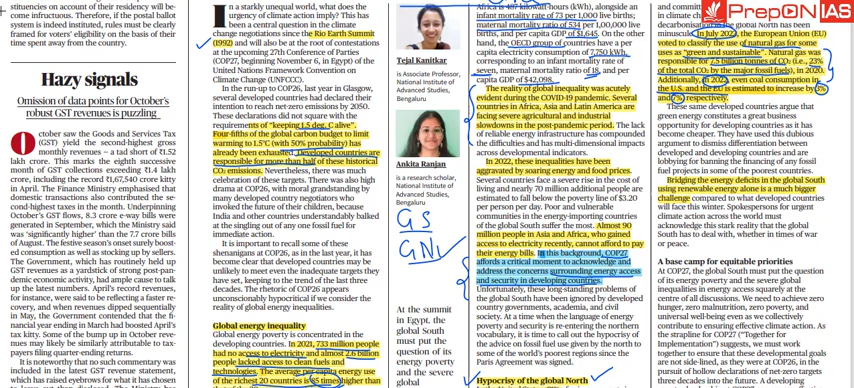 stituencies on account of their residency will be
inconsequential. Therefore, if the postal ballot
system is indeed instituted, rules must be clearly
framed for voters' eligibility on the basis of their
time spent away from the country.
Hazy signals
Omission of data points for October's
robust GST revenues is puzzling
October saw the Goods and Services Tax
(GST) yield the second-highest gross
monthly revenues – a tad short of ₹1.52
lakh crore. This marks the eighth successive
month of GST collections exceeding ₹1.4 lakh
crore, including the record ₹1,67,540 crore kitty
in April. The Finance Ministry emphasised that
domestic transactions also contributed the se-
cond-highest taxes in the month. Underpinning
October's GST flows, 8.3 crore e-way bills were
generated in September, which the Ministry said
was 'significantly higher' than the 7.7 crore bills
of August. The festival season's onset surely boost-
ed consumption as well as stocking up by sellers.
The Government, which has routinely held up
GST revenues as a yardstick of strong post-pan-
demic economic activity, had ample cause to talk
up the latest numbers. April's record revenues,
for instance, were said to be reflecting a faster re-
covery, and when revenues dipped sequentially
in May, the Government contended that the fi-
nancial year ending in March had boosted April's
tax kitty. Some of the bump up in October reve-
nues may likely be similarly attributable to tax-
payers filing quarter-ending returns.
It is noteworthy that no such commentary was
included in the latest GST revenue statement,
which has raised eyebrows for what it has chosen
In a starkly unequal world, what does the
urgency of climate action imply? This has
been a central question in the climate
change negotiations since the Rio Earth Summit
(1992) and will also be at the root of contestations
at the upcoming 27th Conference of Parties
(COP27, beginning November 6, in Egypt) of the
United Nations Framework Convention on
Climate Change (UNFCCC).
In the run-up to COP26, last year in Glasgow,
several developed countries had declared their
intention to reach net-zero emissions by 2050.
These declarations did not square with the
requirements of "keeping 1.5 deg. C alive".
Four-fifths of the global carbon budget to limit
warming to 1.5°C (with 50% probability) has
already been exhausted. Developed countries are
responsible for more than half of these historical
CO₂ emissions. Nevertheless, there was much
celebration of these targets. There was also high
drama at COP26, with moral grandstanding by
many developed country negotiators who
invoked the future of their children, because
India and other countries understandably balked
at the singling out of any one fossil fuel for
immediate action.
It is important to recall some of these
shenanigans at COP26, as in the last year, it has
become clear that developed countries may be
unlikely to meet even the inadequate targets they
have set, keeping to the trend of the last three
decades. The rhetoric of COP26 appears
unconscionably hypocritical if we consider the
reality of global energy inequalities.
Global energy inequality
Global energy poverty is concentrated in the
developing countries. In 2021, 733 million people
had no access to electricity and almost 2.6 billion
people lacked access to clean fuels and
technologies. The average per capita energy use
of the richest 20 countries is 85 times higher than
Tejal Kanitkar
is Associate Professor,
National Institute of
Advanced Studies,
Bengaluru
Ankita Ranjan
is a research scholar,
National Institute of
Advanced Studies,
Bengaluru
GS
GN
At the summit
in Egypt, the
global South
must put the
question of its
energy poverty
and the severe
global
Africa is 487 kilowatt-hours (kWh), alongside an
infant mortality rate of 73 per 1,000 live births;
maternal mortality ratio of 534 per 1,00,000 live
births, and per capita GDP of $1,645. On the other
hand, the OECD group of countries have a per
capita electricity consumption of 7,750 kWh,
corresponding to an infant mortality rate of
seven, maternal mortality ratio of 18, and per
capita GDP of $42,098.
The reality of global inequality was acutely
evident during the COVID-19 pandemic. Several
countries in Africa, Asia and Latin America are
facing severe agricultural and industrial
slowdowns in the post-pandemic period. The lack
of reliable energy infrastructure has compounded
the difficulties and has multi-dimensional impacts
across developmental indicators.
In 2022, these inequalities have been
aggravated by soaring energy and food prices.
Several countries face a severe rise in the cost of
living and nearly 70 million additional people are
estimated to fall below the poverty line of $3.20
per person per day. Poor and vulnerable
communities in the energy-importing countries
of the global South suffer the most. Almost 90
million people in Asia and Africa, who gained
access to electricity recently, cannot afford to pay
their energy bills. In this background, COP27
affords a critical moment to acknowledge and
address the concerns surrounding energy access
and security in developing countries.
Unfortunately, these long-standing problems of
the global South have been ignored by developed
country governments, academia, and civil
society. At a time when the language of energy
poverty and security is re-entering the northern
vocabulary, it is time to call out the hypocrisy of
the advice on fossil fuel use given by the north to
some of the world's poorest regions since the
Paris Agreement was signed.
Hypocrisy of the global North
PrepONIAS
and
in climate
decarbonisation the global North has been
minuscule. In July 2022, the European Union (EU)
voted to classify the use of natural gas for some
uses as "green and sustainable". Natural gas was
responsible for 7.5 billion tonnes of CO₂ (i.e., 23%
of the total CO₂ by the major fossil fuels), in 2020.
Additionally, in 2022, even coal consumption in
the U.S. and the EU is estimated to increase by 3%
and 7% respectively.
These same developed countries argue that
green energy constitutes a great business
opportunity for developing countries as it has
become cheaper. They have used this dubious
argument to dismiss differentiation between
developed and developing countries and are
lobbying for banning the financing of any fossil
fuel projects in some of the poorest countries.
Bridging the energy deficits in the global South
using renewable energy alone is a much bigger
challenge compared to what developed countries
will face this winter. Spokespersons for urgent
climate action across the world must
acknowledge this stark reality that the global
South has to deal with, whether in times of war
or peace.
A base camp for equitable priorities
At COP27, the global South must put the question
of its energy poverty and the severe global
inequalities in energy access squarely at the
centre of all discussions. We need to achieve zero
hunger, zero malnutrition, zero poverty, and
universal well-being even as we collectively
contribute to ensuring effective climate action. As
the strapline for COP27 ("Together for
Implementation") suggests, we must work
together to ensure that these developmental goals
are not side-lined, as they were at COP26, in the
pursuit of hollow declarations of net-zero targets
three decades into the future. A developed